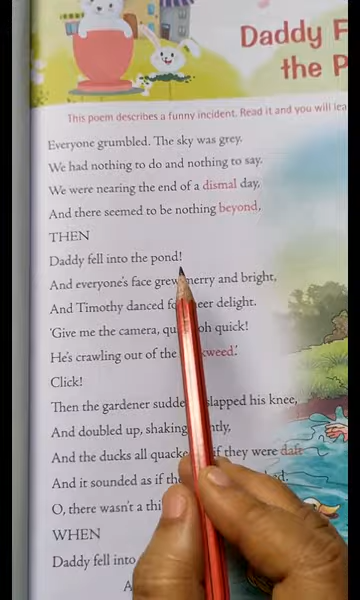 Daddy F
the P
This poem describes a funny incident. Read it and you will lea
Everyone grumbled. The sky was grey.
We had nothing to do and nothing to say.
We were nearing the end of a dismal day,
And there seemed to be nothing beyond,
THEN
Daddy fell into the pond!
And everyone's face grew merry and bright,
And Timothy danced fo eer delight.
'Give me the camera, qu oh quick!
He's crawling out of the kweed.'
Click!
Then the gardener sudde slapped his knee,
And doubled up, shaking ntly,
And the ducks all quacke if they were daft
And it sounded as if th d.
O, there wasn't a thi
WHEN
Daddy fell into
A